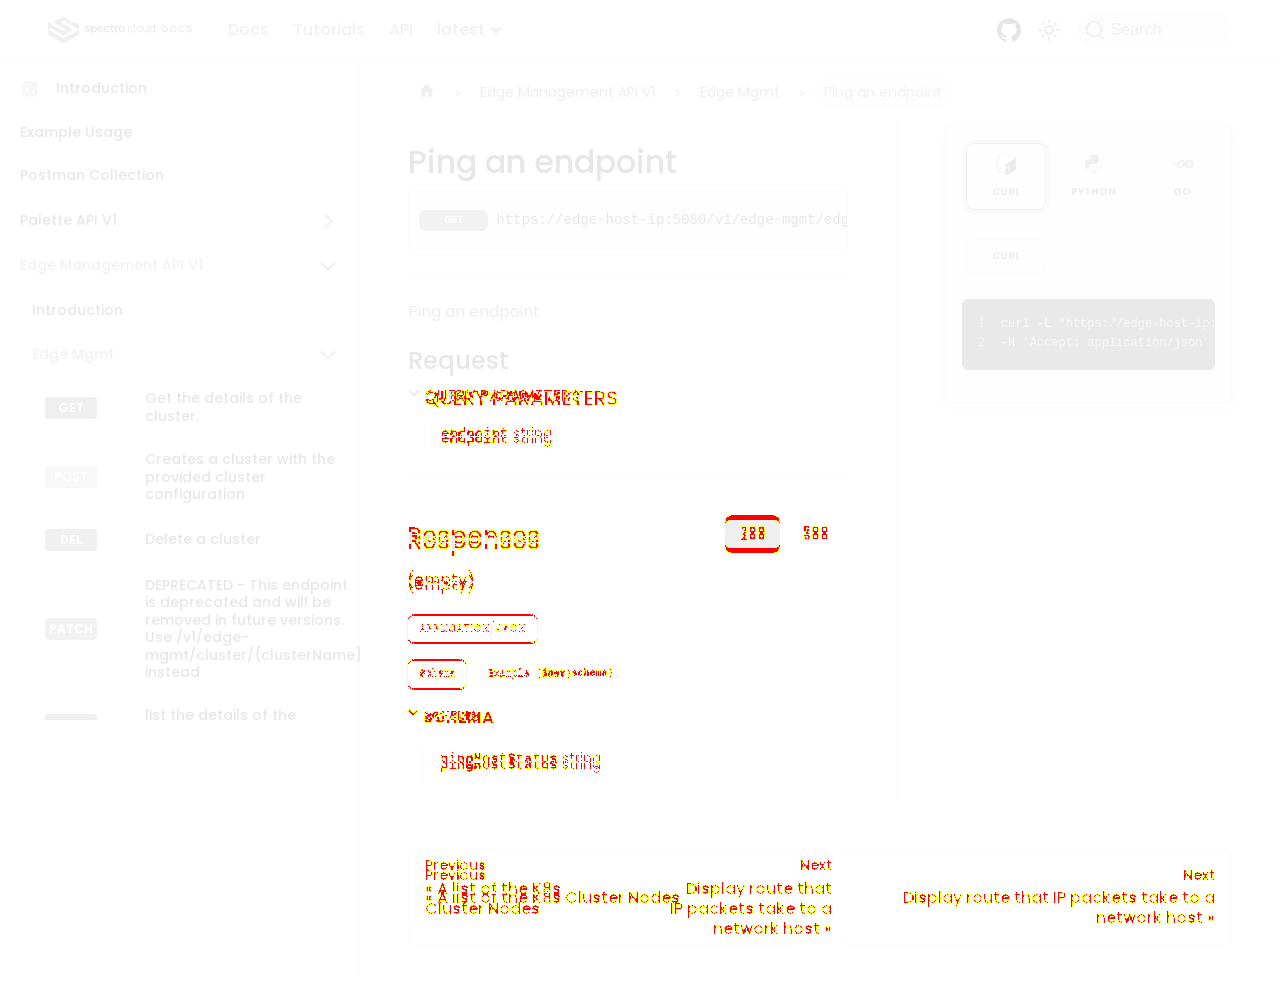 spectro cloud DOCS
Docs
Tutorials
API
latest
Search
Introduction
Example Usage
Postman Collection
Palette API V1
Edge Management API V1
Introduction
Edge Mgmt
GET
Get the details of the
cluster.
POST
Creates a cluster with the
provided cluster
configuration
DEL
Delete a cluster
PATCH
DEPRECATED - This endpoint
is deprecated and will be
removed in future versions.
Use /v1/edge-
mgmt/cluster/{clusterName}
instead
list the details of the
Edge Management API V1
Edge Mgmt
Ping an endpoint
Ping an endpoint
GET
https://edge-host-ip:5080/v1/edge-mgmt/edg
Ping an endpoint
Request
QUERY PARAMETERS
endpoint string
Responses
200
500
(empty)
application/json
Schema
Example (from schema)
SCHEMA
pingHostStatus string
Previous
Previous
« A list of the K8s
« A list of the K8s Cluster Nodes
Cluster Nodes
Next
Display route that
IP packets take to a
network host »
Next
Display route that IP packets take to a
network host »
CURL
PYTHON
GO
CURL
1 curl -L 'https://edge-host-ip:
2 -H 'Accept: application/json'